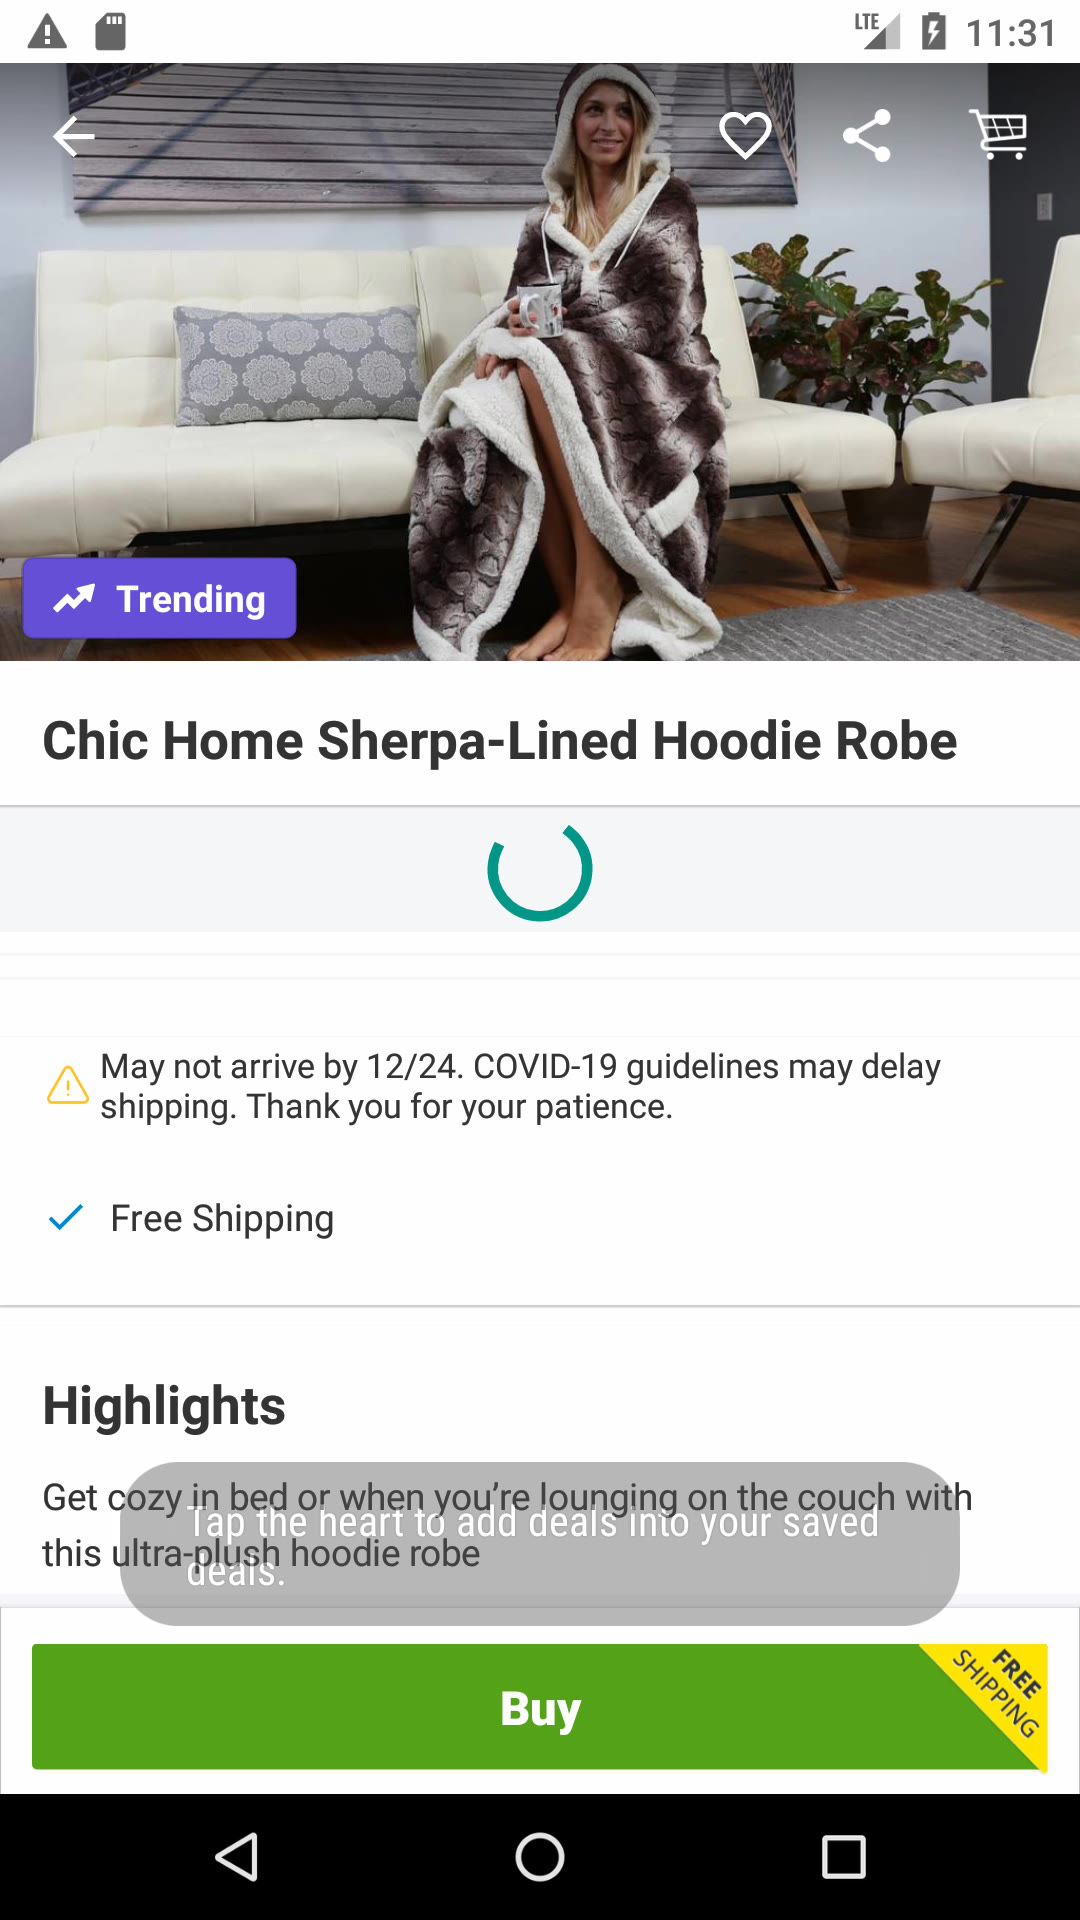 LTE 11:31
Trending
Chic Home Sherpa-Lined Hoodie Robe
May not arrive by 12/24. COVID-19 guidelines may delay
shipping. Thank you for your patience.
Free Shipping
Highlights
Get cozy in bed or when you’re lounging on the couch with
this ultra-plush hoodie robe
Tap the heart to add deals into your saved
deals.
Buy
FREE
SHIPPING